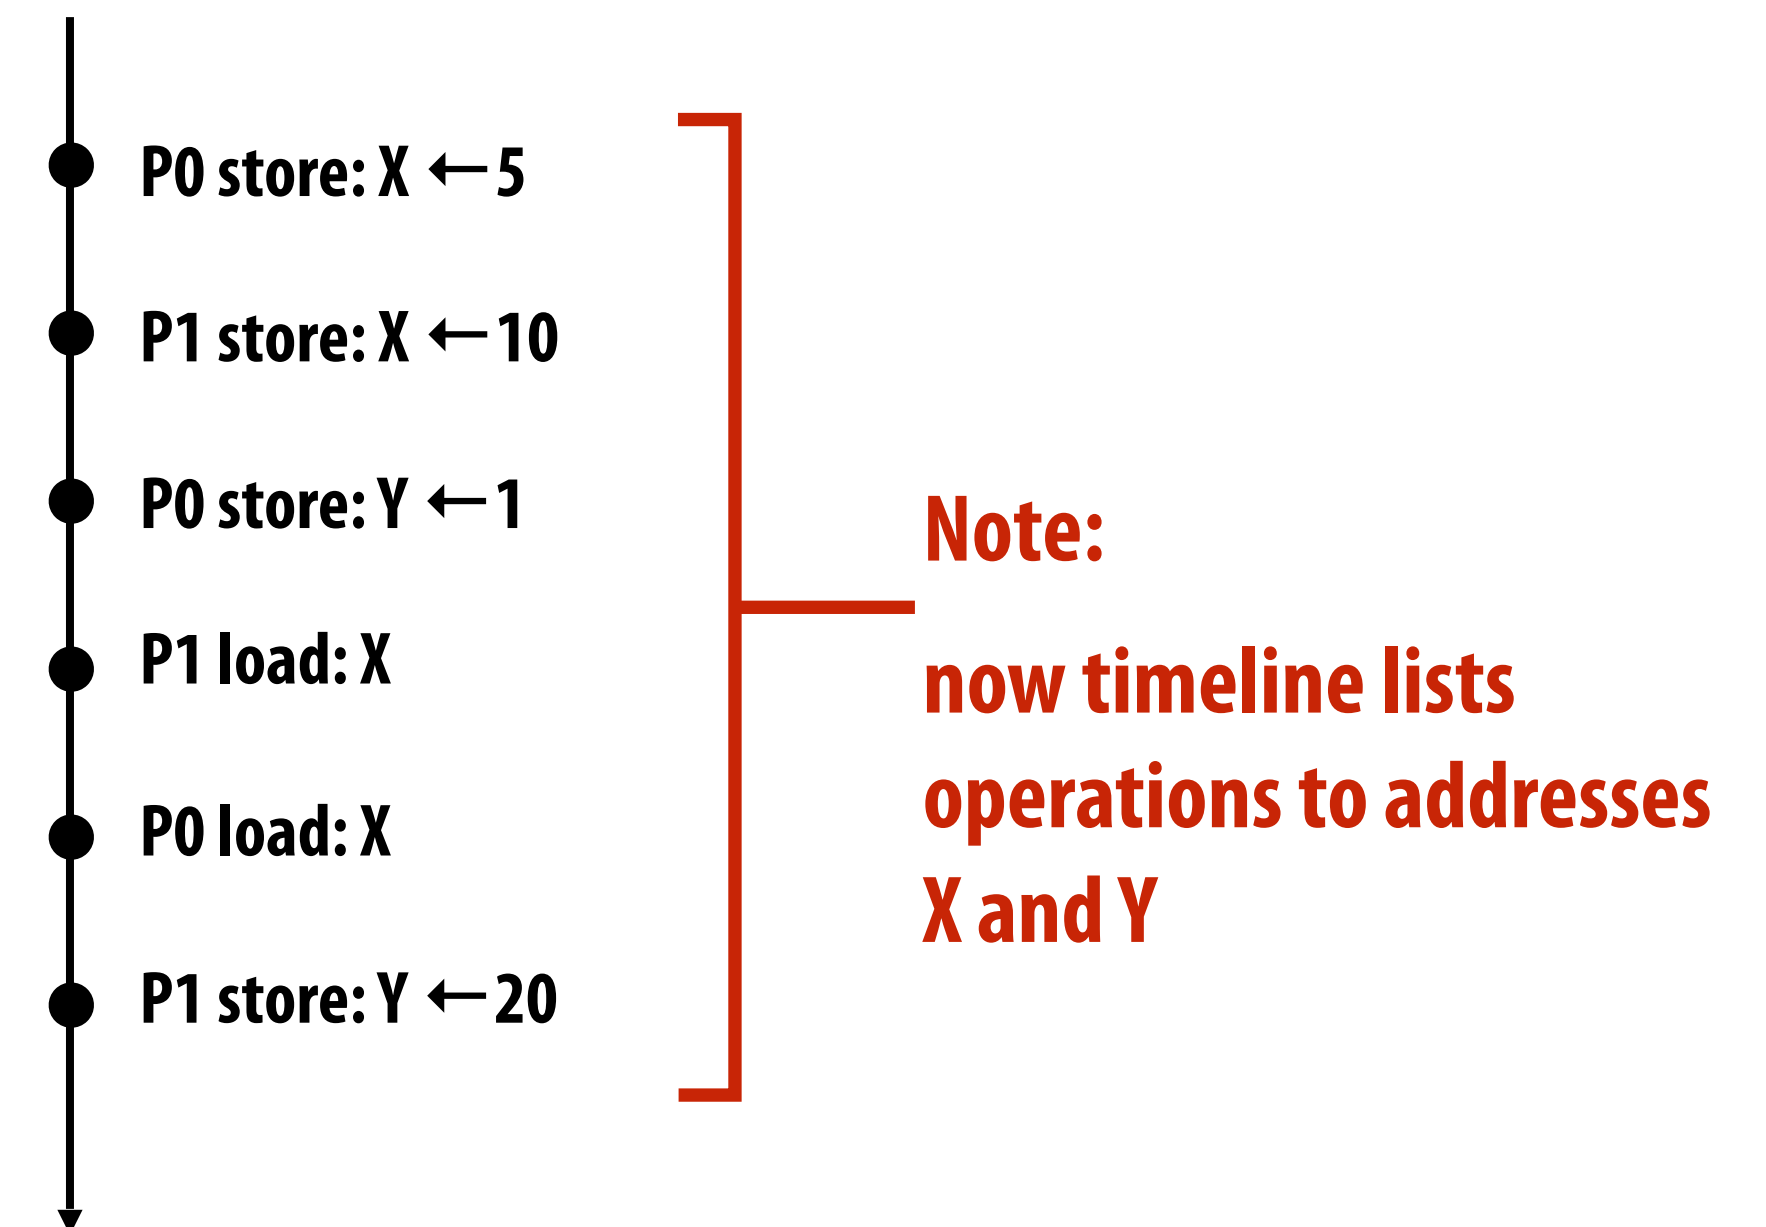 P0 store: X ←5
P1 store: X ←10
P0 store: Y ←1
P1 load: X
P0 load: X
P1 store: Y ←20
Note:
now timeline lists
operations to addresses
X and Y